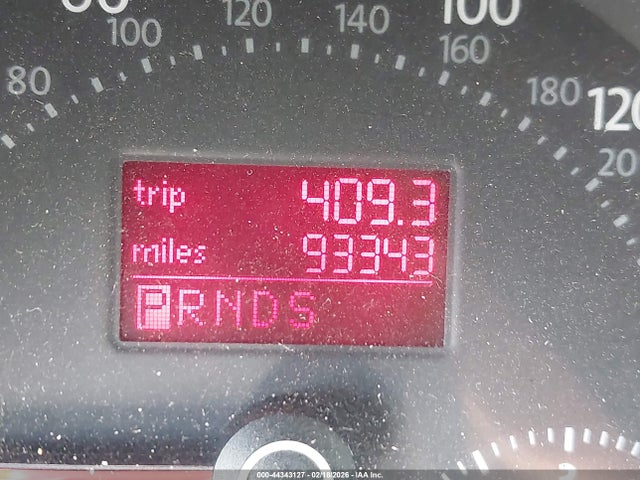 80 100 120 140 160 180
100 120
trip 409.3
miles 93343
PRNDS
000-44343127 - 02/18/2026 - IAA Inc.